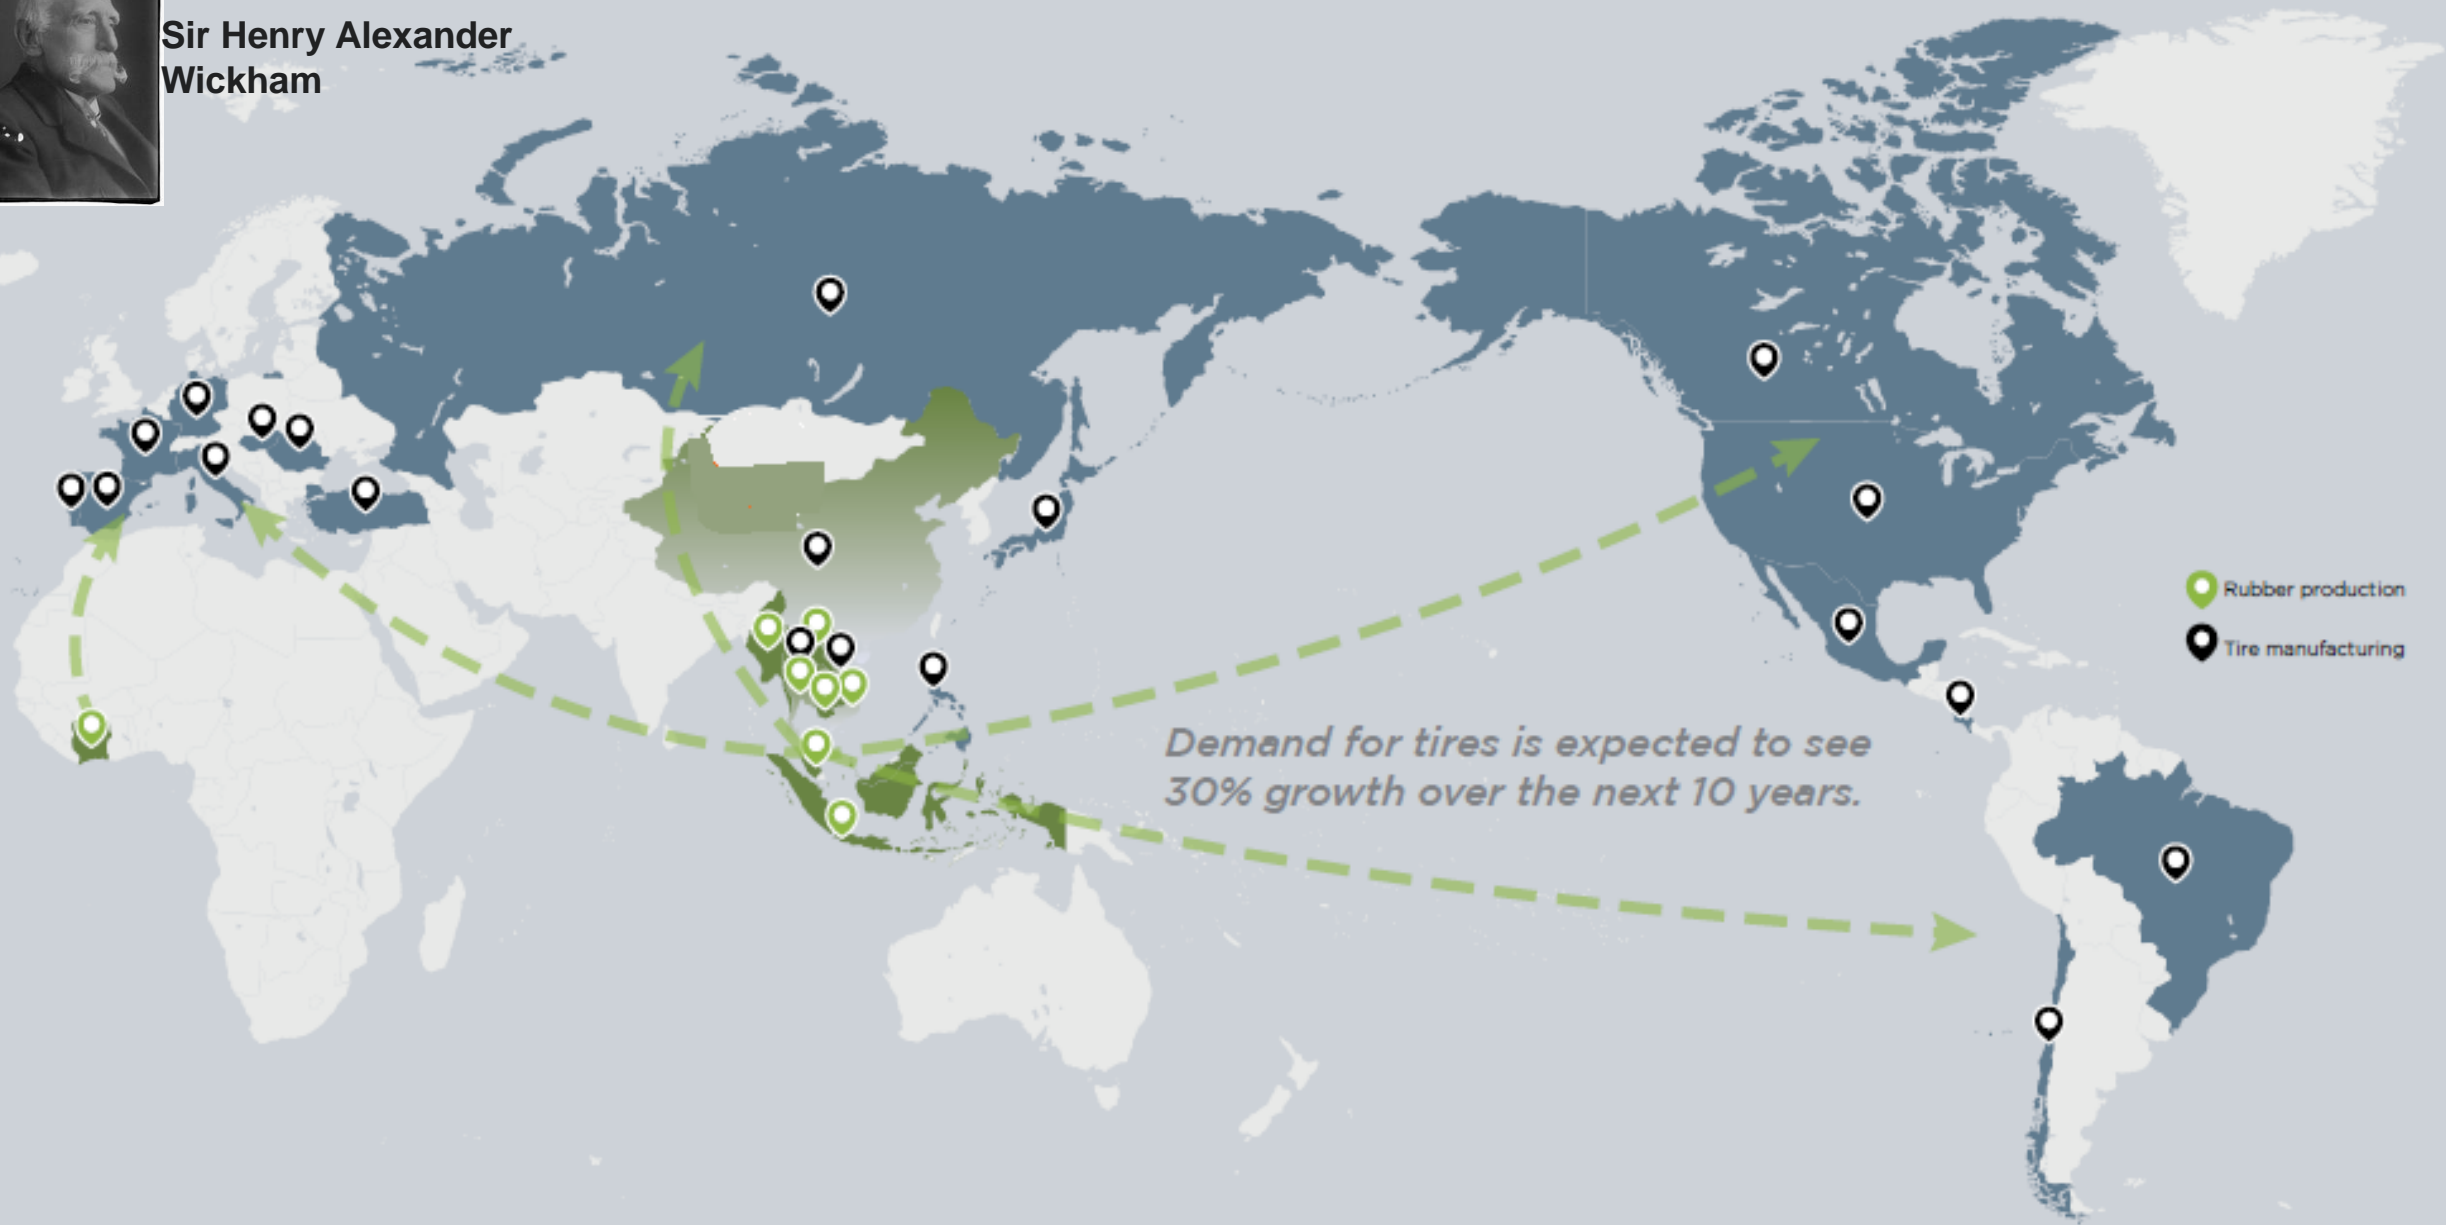 Sir Henry Alexander
Wickham
Rubber production
Tire manufacturing
Demand for tires is expected to see
30% growth over the next 10 years.